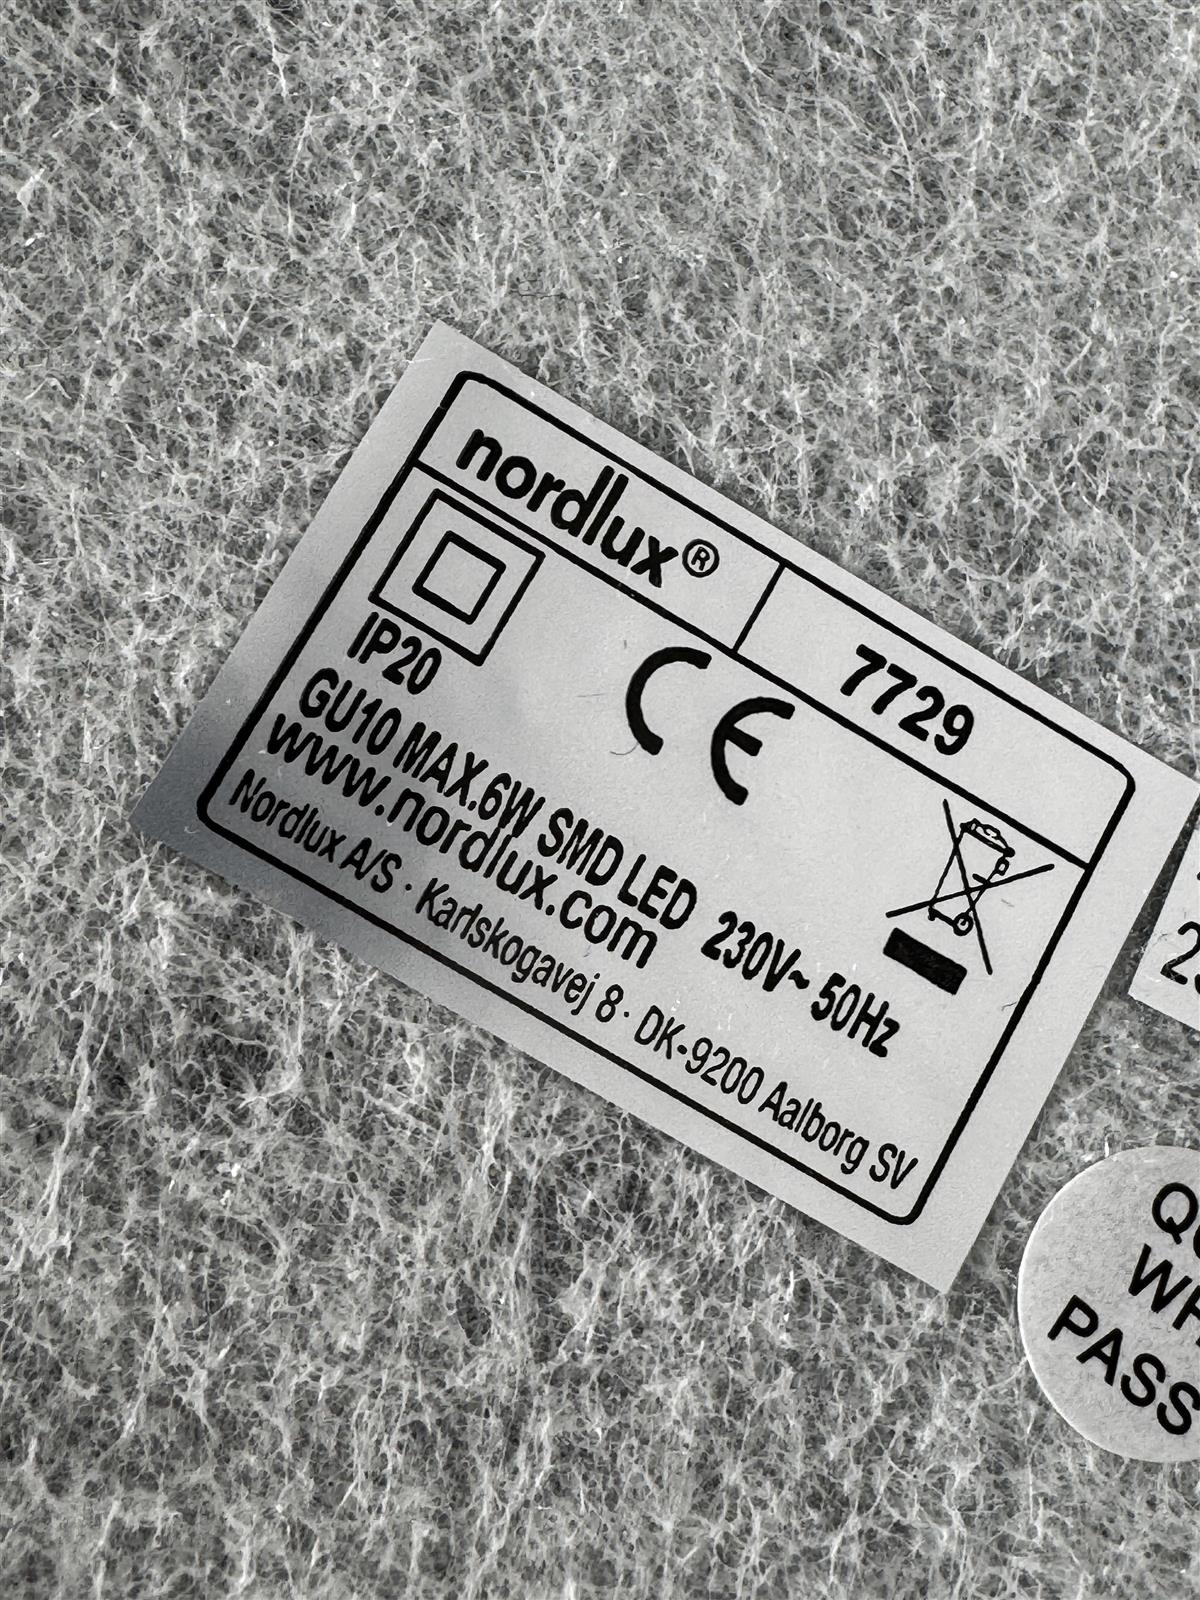 nordlux® 7729
IP20
GU10 MAX.6W SMD LED 230V~ 50Hz
www.nordlux.com
Nordlux A/S · Karlskogavej 8 · DK-9200 Aalborg SV
PASS